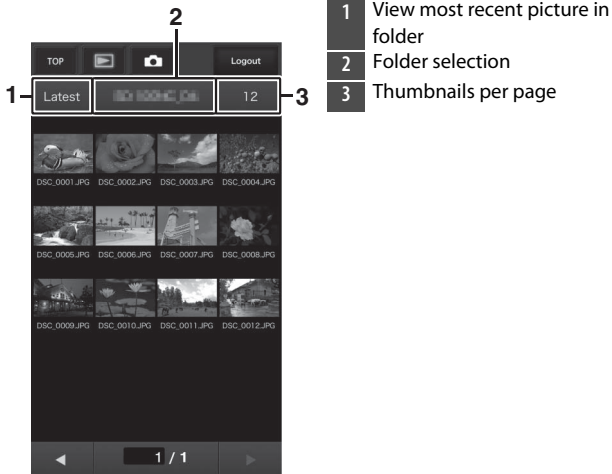 2
TOP
Logout
1
Latest
12
3
DSC_0001.JPG DSC_0002.JPG DSC_0003.JPG DSC_0004.JPG
DSC_0005.JPG DSC_0006.JPG DSC_0007.JPG DSC_0008.JPG
DSC_0009.JPG DSC_0010.JPG DSC_0011.JPG DSC_0012.JPG
1 / 1
1 View most recent picture in
folder
2 Folder selection
3 Thumbnails per page